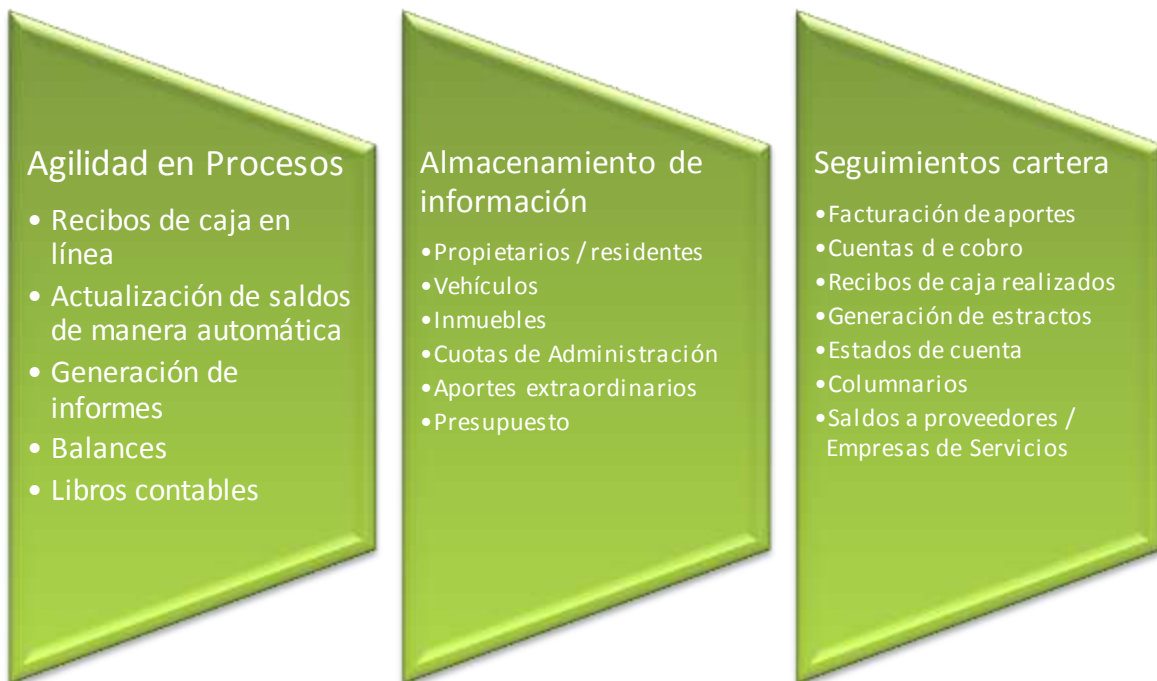 Agilidad en Procesos
• Recibos de caja en
línea
• Actualización de saldos
de manera automática
• Generación de
informes
• Balances
• Libros contables
Almacenamiento de
información
•Propietarios / residentes
•Vehículos
•Inmuebles
•Cuotas de Administración
•Aportes extraordinarios
•Presupuesto
Seguimientos cartera
•Facturación de aportes
•Cuentas d e cobro
•Recibos de caja realizados
•Generación de estractos
•Estados de cuenta
•Columnarios
•Saldos a proveedores /
Empresas de Servicios